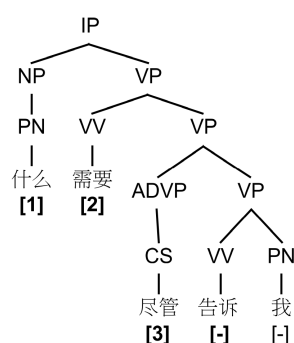 IP
NP VP
PN VV VP
什么 需要 ADVP VP
[1] [2]
CS VV PN
尽管 告诉 我
[3] [-] [-]